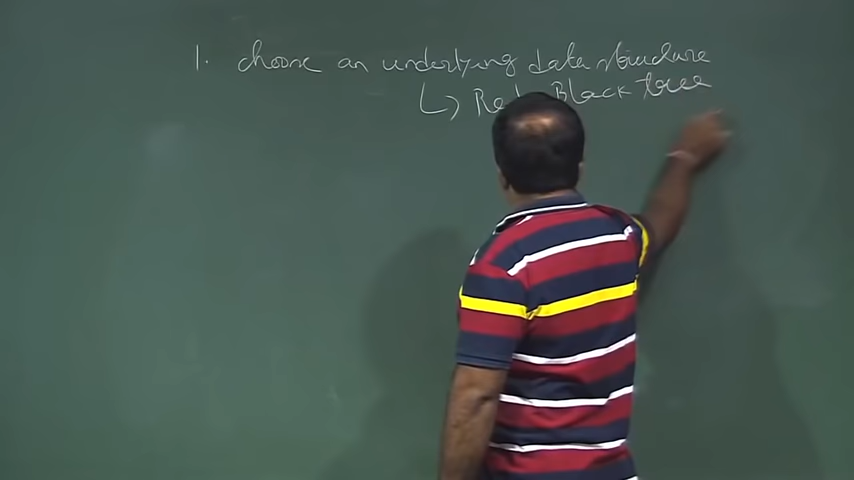 1. choose an underlying data structure
↳ Red Black tree